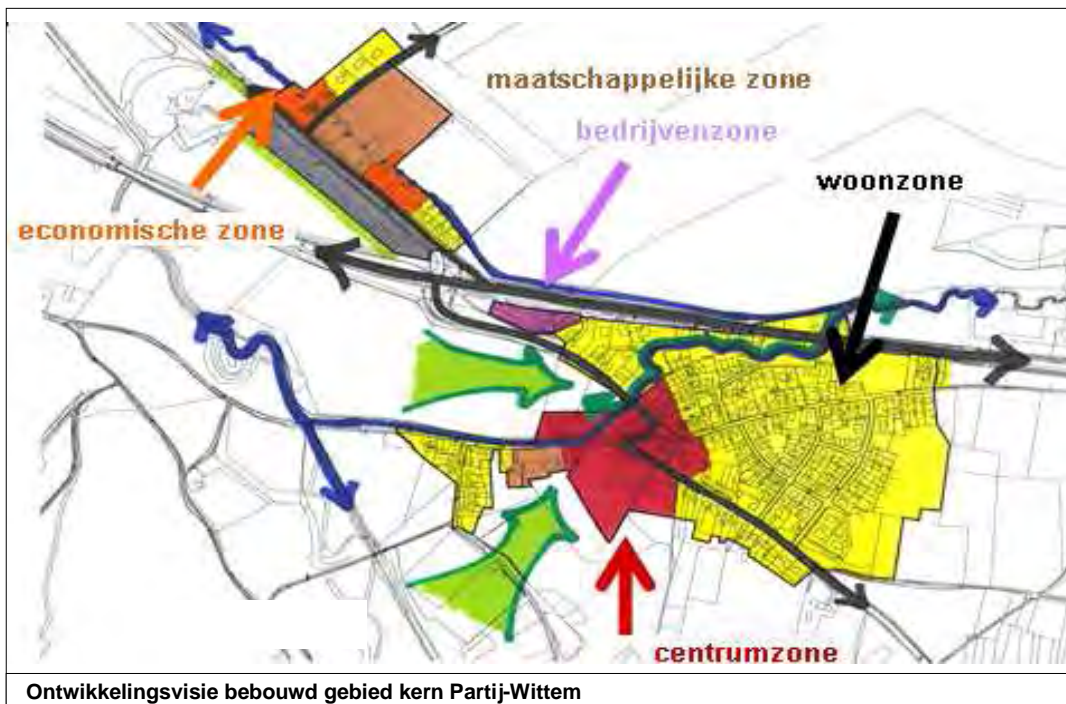 maatschappelijke zone
bedrijvenzone
woonzone
economische zone
centrumzone
Ontwikkelingsvisie bebouwd gebied kern Partij-Wittem